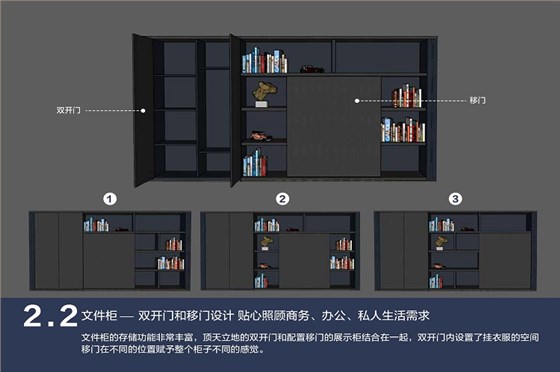 双开门
移门
1
2
3
2.2 文件柜 — 双开门和移门设计 贴心照顾商务、办公、私人生活需求
文件柜的存储功能非常丰富，顶天立地的双开门和配置移门的展示柜结合在一起，双开门内设置了挂衣服的空间
移门在不同的位置赋予整个柜子不同的感觉。